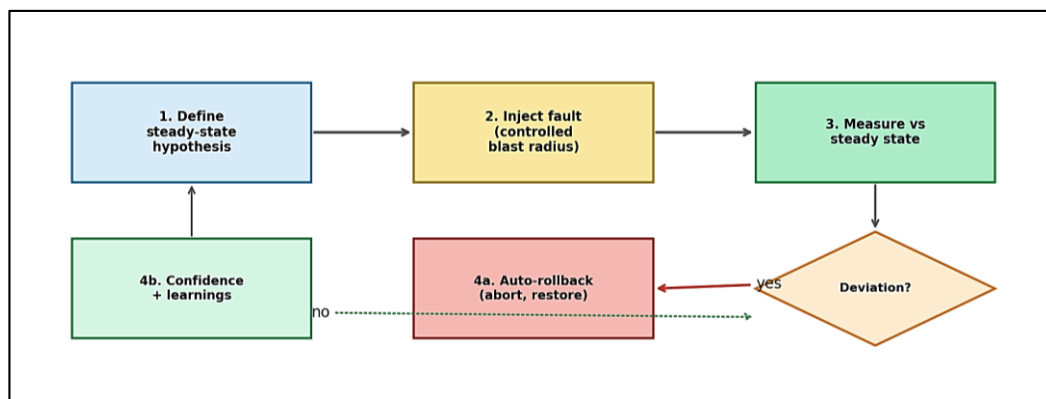 1. Define
steady-state
hypothesis
2. Inject fault
(controlled
blast radius)
3. Measure vs
steady state
4b. Confidence
+ learnings
no
4a. Auto-rollback
(abort, restore)
yes
Deviation?